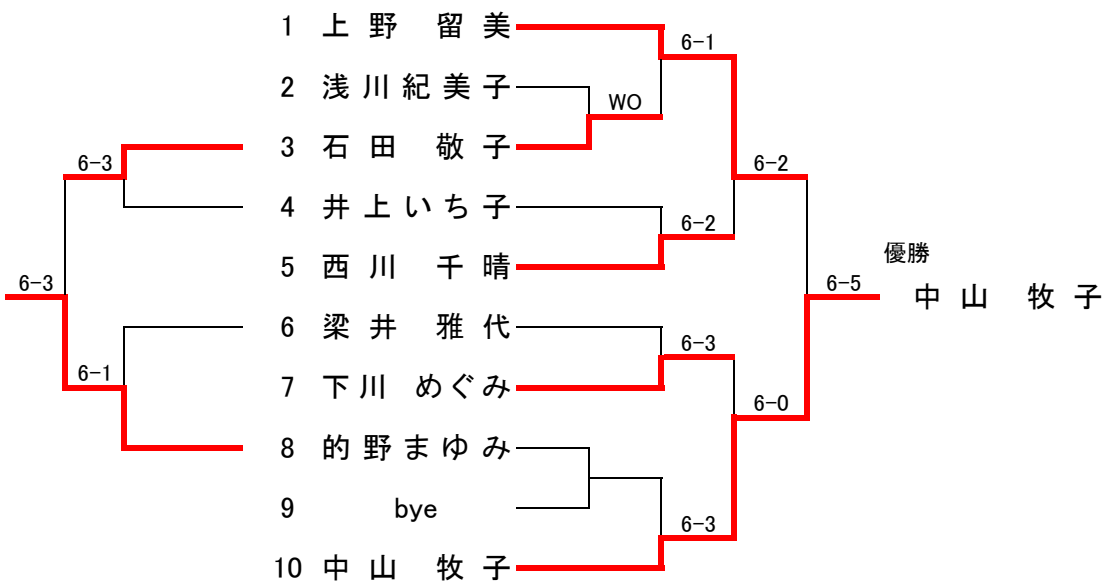 1 上野 留美
6-1
2 浅川紀美子
WO
3 石田 敬子
6-3
6-2
4 井上いち子
6-2
5 西川 千晴
優勝
6-3
6-5
中山 牧子
6 梁井 雅代
6-3
6-1
7 下川 めぐみ
6-0
8 的野まゆみ
9 bye
6-3
10 中山 牧子